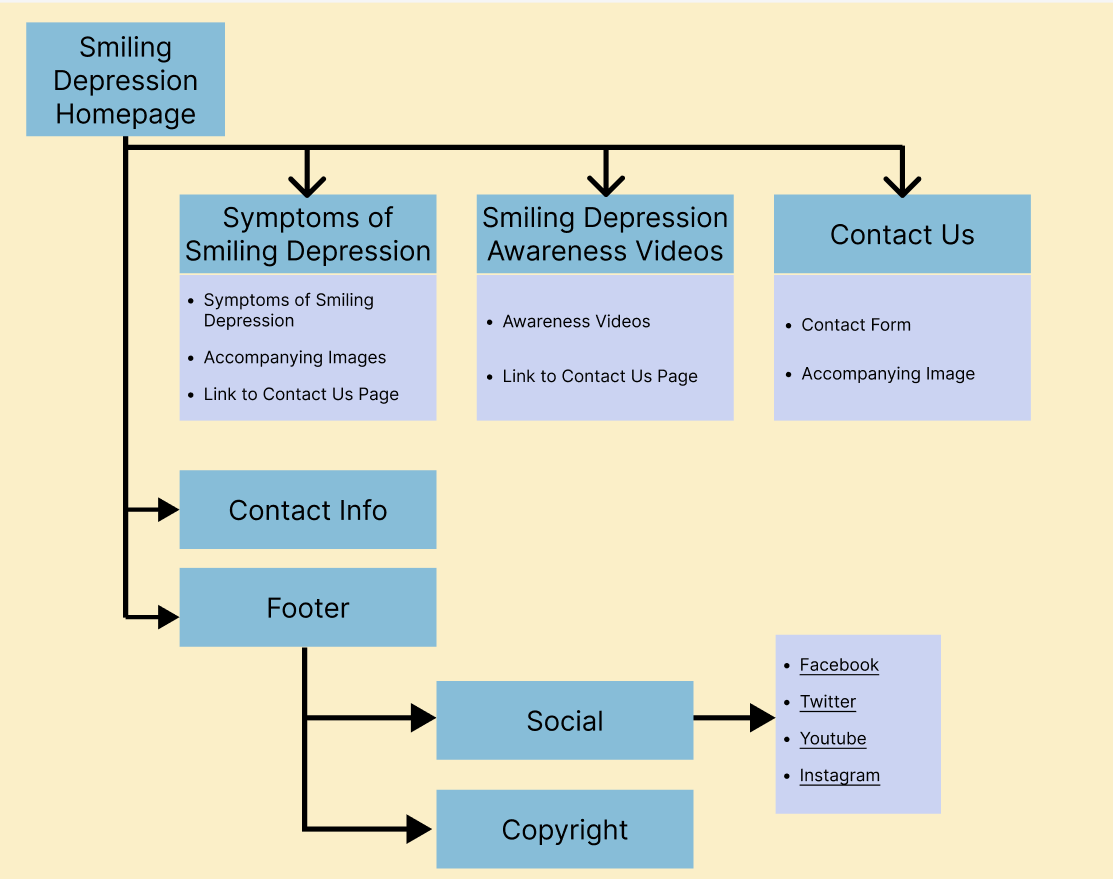 Smiling
Depression
Homepage
Symptoms of
Smiling Depression
• Symptoms of Smiling
Depression
• Accompanying Images
• Link to Contact Us Page
Smiling Depression
Awareness Videos
• Awareness Videos
• Link to Contact Us Page
Contact Us
• Contact Form
• Accompanying Image
Contact Info
Footer
Social
• Facebook
• Twitter
• Youtube
• Instagram
Copyright